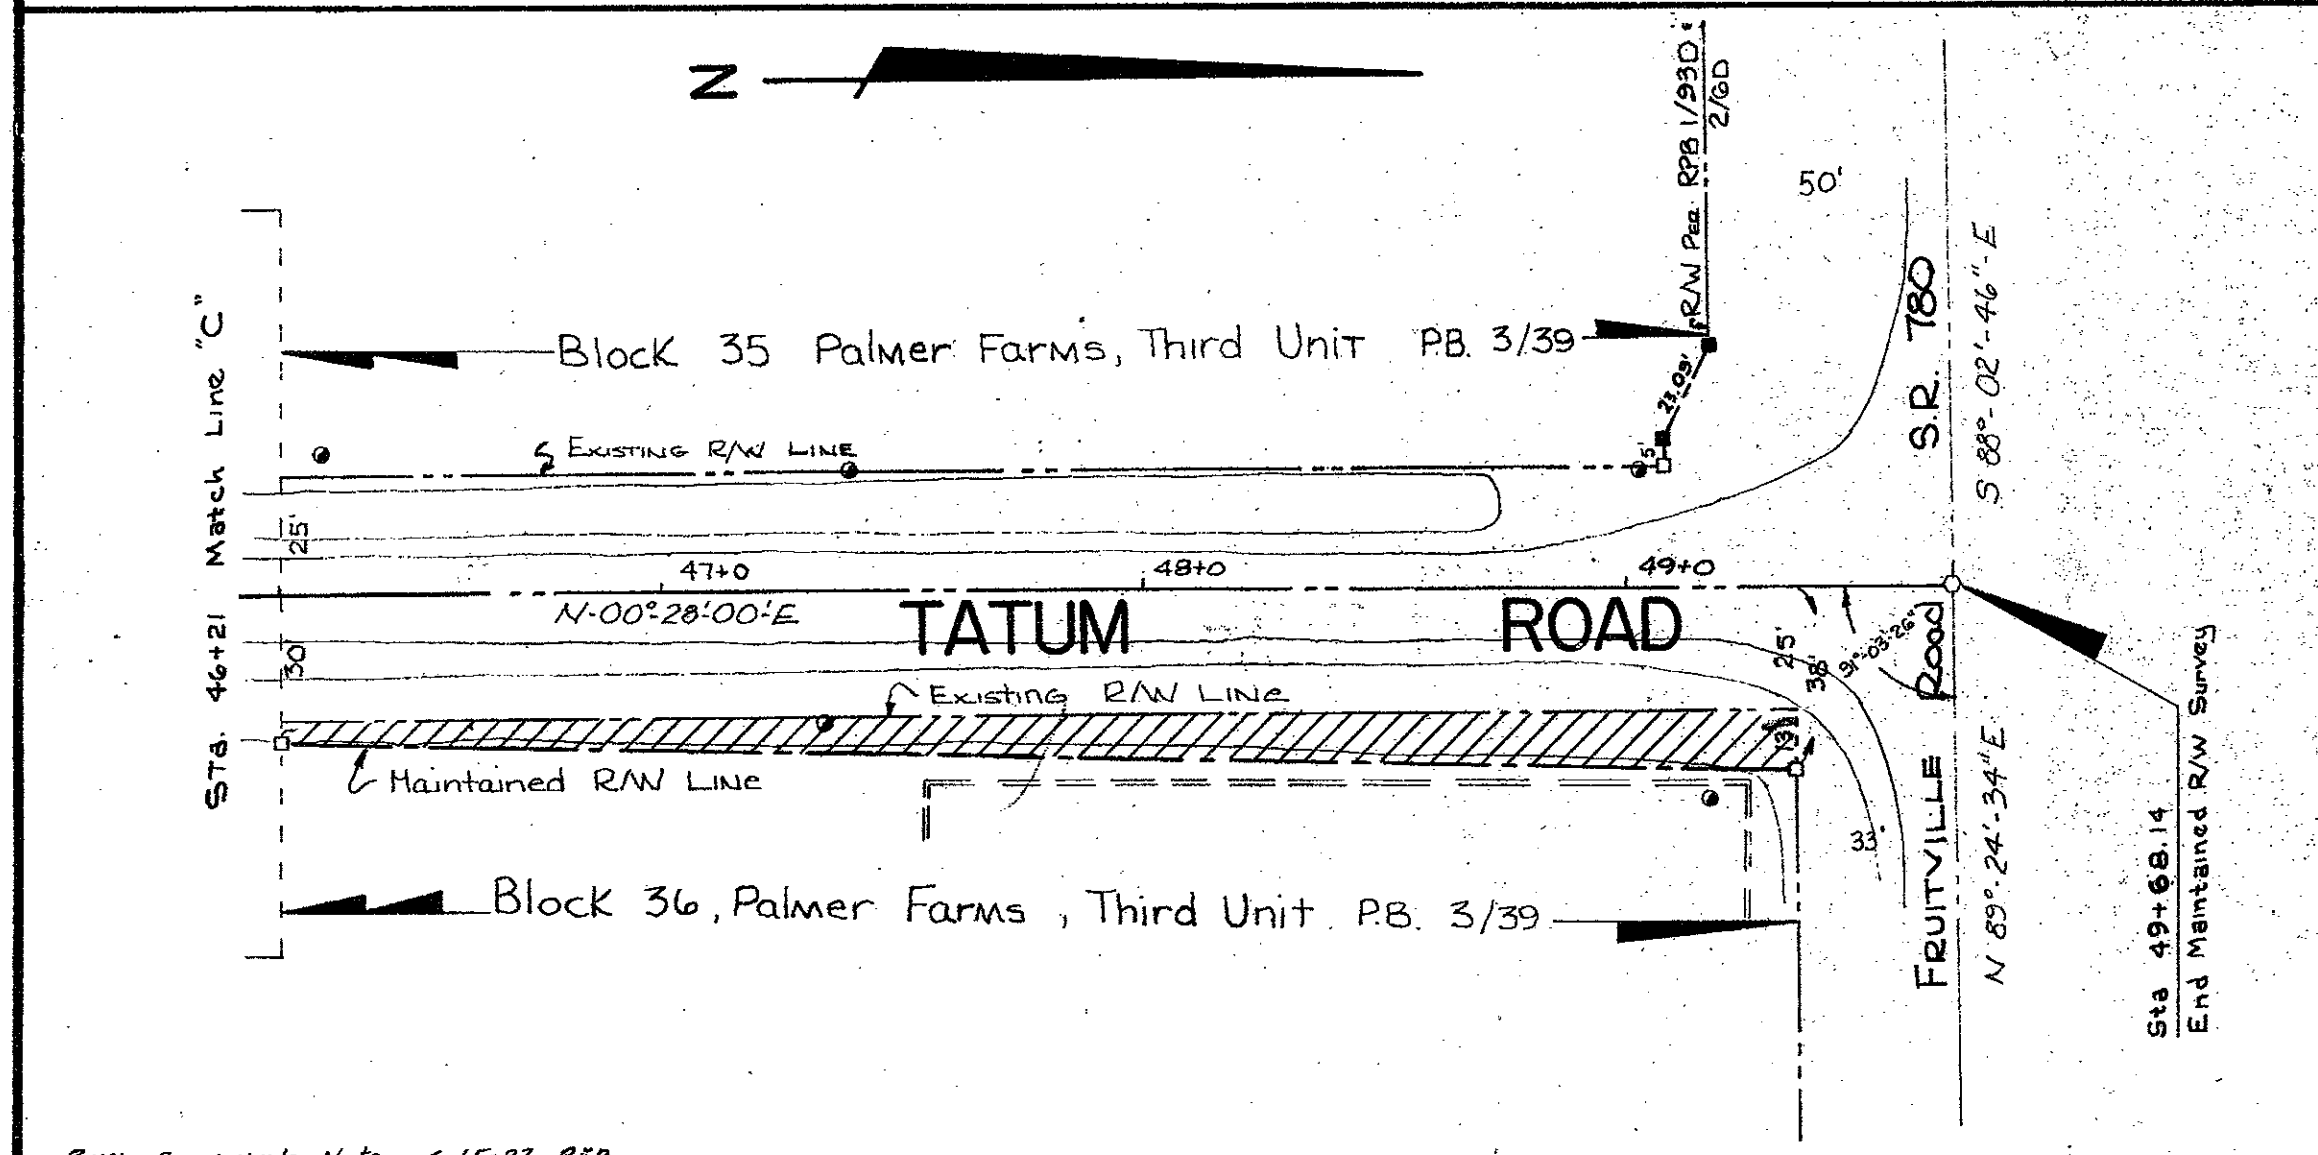 N
R/W Per RPB 1/93D &
2/6D
50'
S.R. 780
S 88°-02'-46"-E
Block 35 Palmer Farms, Third Unit P.B. 3/39
23.09'
5'
Existing R/W Line
Sta. 46+21 Match Line "C"
25'
30'
47+0
48+0
49+0
N-00°-28'-00"-E
TATUM ROAD
25'
38'
91°-03'-26"
Existing R/W Line
13'
Maintained R/W Line
33'
FRUITVILLE Road
N 89°-24'-34"E
Sta 49+68.14
End Maintained R/W Survey
Block 36, Palmer Farms, Third Unit P.B. 3/39